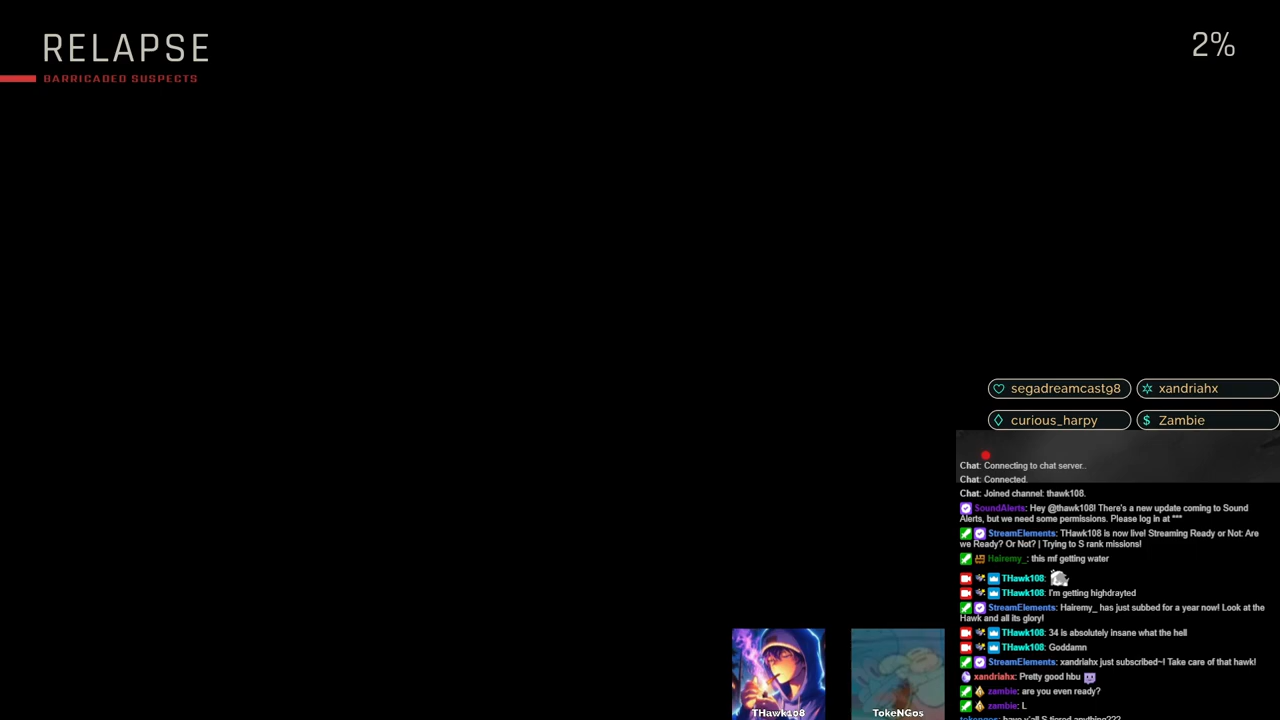 RELAPSE
BARRICADED SUSPECTS
2%
segadreamcast98
xandriahx
curious_harpy
Zambie
Chat: Connecting to chat server..
Chat: Connected.
Chat: Joined channel: thawk108.
SoundAlerts: Hey @thawk108! There's a new update coming to Sound
Alerts, but we need some permissions. Please log in at ***
StreamElements: THawk108 is now live! Streaming Ready or Not: Are
we Ready? Or Not? | Trying to S rank missions!
Hairemy_: this mf getting water
THawk108:
THawk108: I'm getting highdrayted
StreamElements: Hairemy_ has just subbed for a year now! Look at the
Hawk and all its glory!
THawk108: 34 is absolutely insane what the hell
THawk108: Goddamn
StreamElements: xandriahx just subscribed~! Take care of that hawk!
xandriahx: Pretty good hbu
zambie: are you even ready?
zambie: L
tokengos: have y'all S tiered anything???
THawk108
TokeNGos